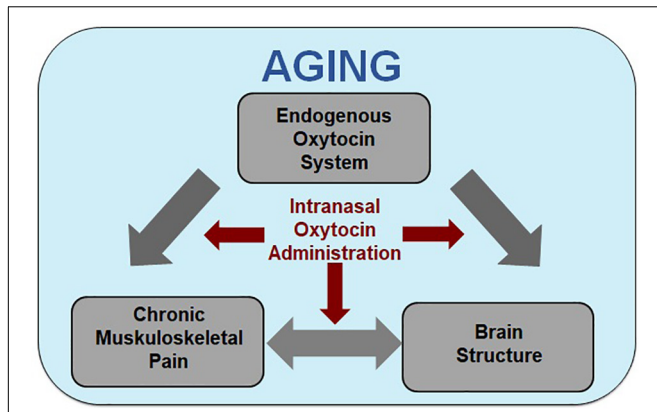 AGING
Endogenous
Oxytocin
System
Intranasal
Oxytocin
Administration
Chronic
Muskuloskeletal
Pain
Brain
Structure